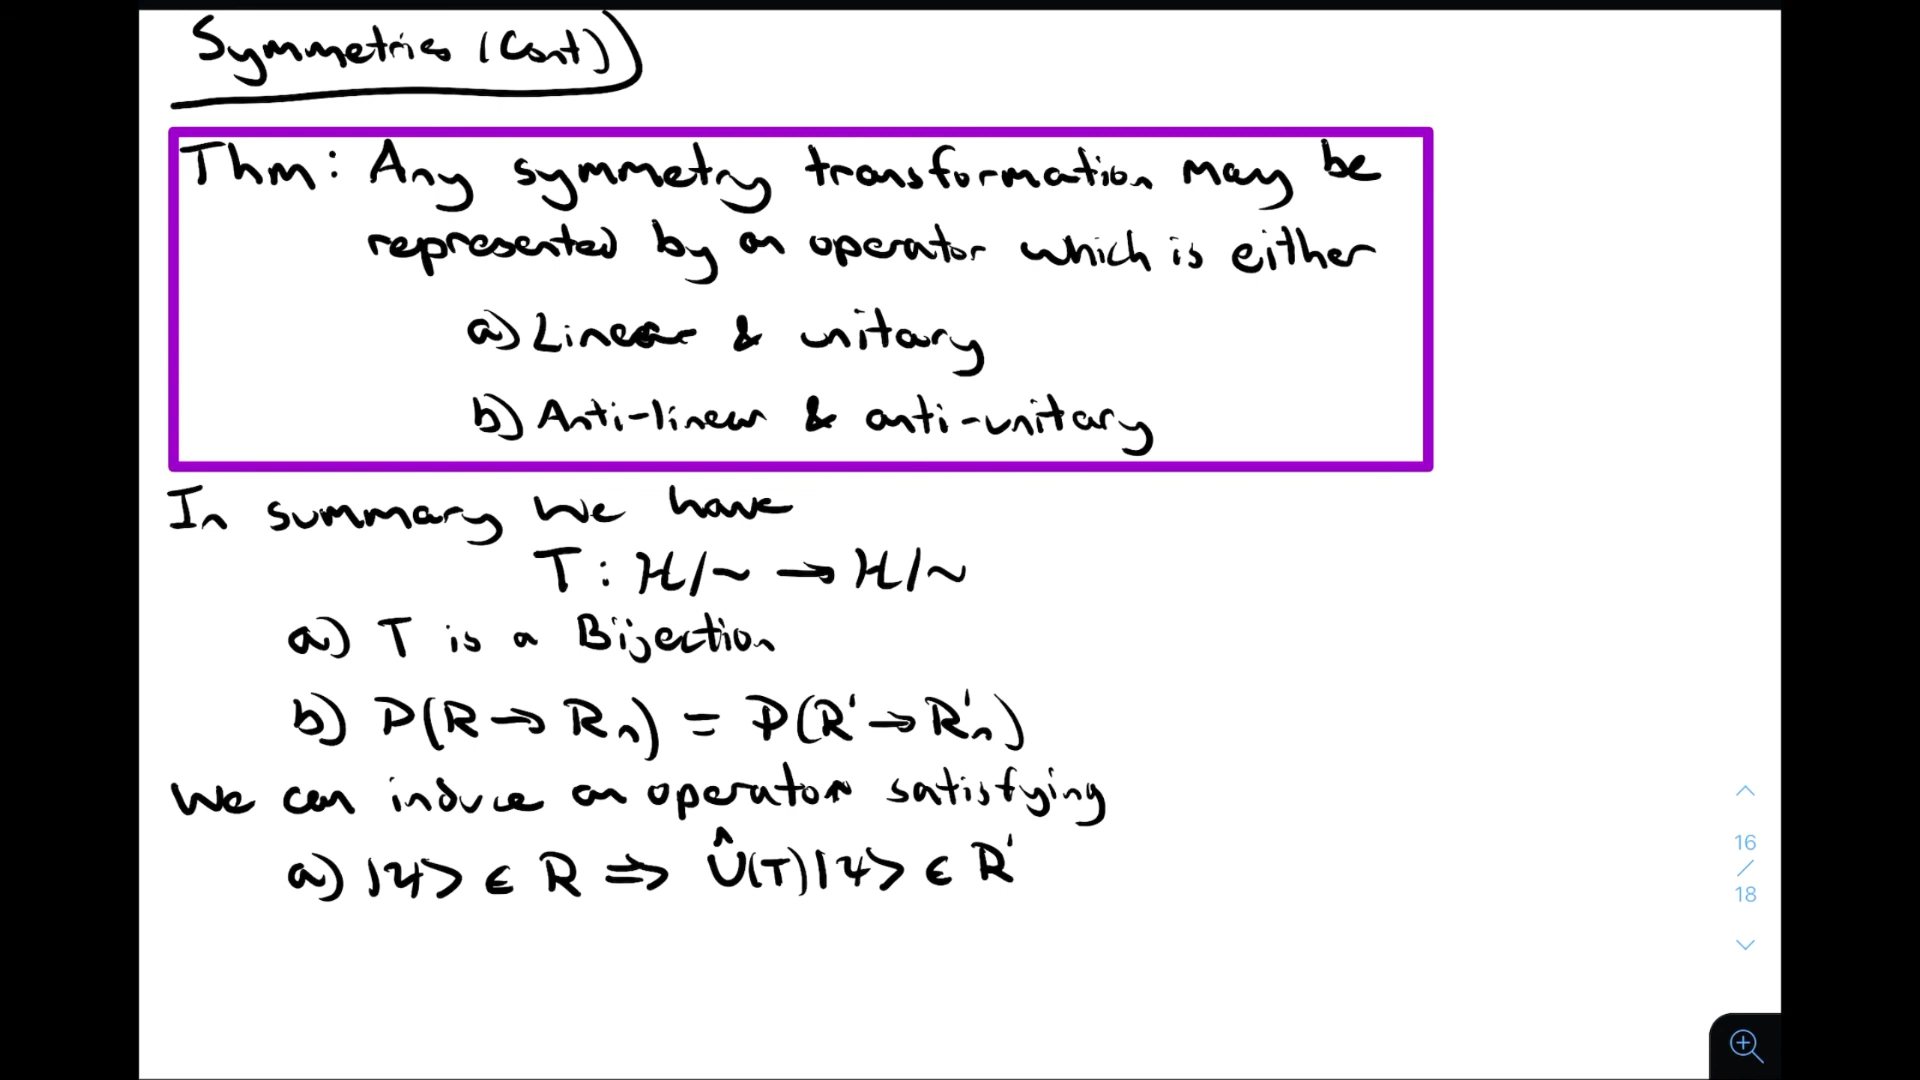 Symmetries (Cont)
Thm: Any symmetry transformation may be
represented by an operator which is either
a) Linear & unitary
b) Anti-linear & anti-unitary
In summary we have
T : H/~ → H/~
a) T is a Bijection
b) P(R → Rₙ) = P(R' → R'ₙ)
We can induce an operator satisfying
a) |ψ> ∈ R ⇒ Û(T)|ψ> ∈ R'
16
/
18